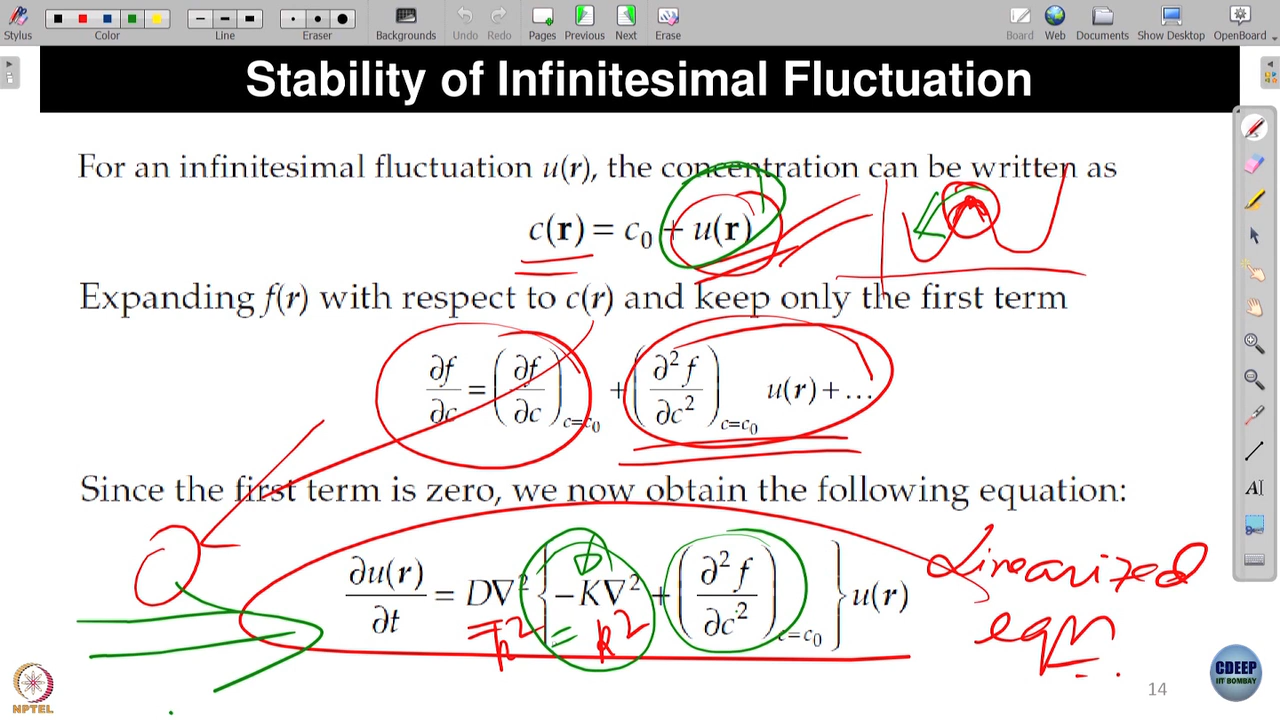 Stylus Color Line Eraser Backgrounds Undo Redo Pages Previous Next Erase Board Web Documents Show Desktop OpenBoard
Stability of Infinitesimal Fluctuation
For an infinitesimal fluctuation u(r), the concentration can be written as
c(r) = c₀ + u(r)
Expanding f(r) with respect to c(r) and keep only the first term
∂f/∂c = (∂f/∂c)_{c=c₀} + (∂²f/∂c²)_{c=c₀} u(r) + ...
Since the first term is zero, we now obtain the following equation:
∂u(r)/∂t = D∇² { −K∇² + (∂²f/∂c²)_{c=c₀} } u(r)
Linearized
eqn.
-k² = k²
AI
NPTEL
14
CDEEP
IIT BOMBAY